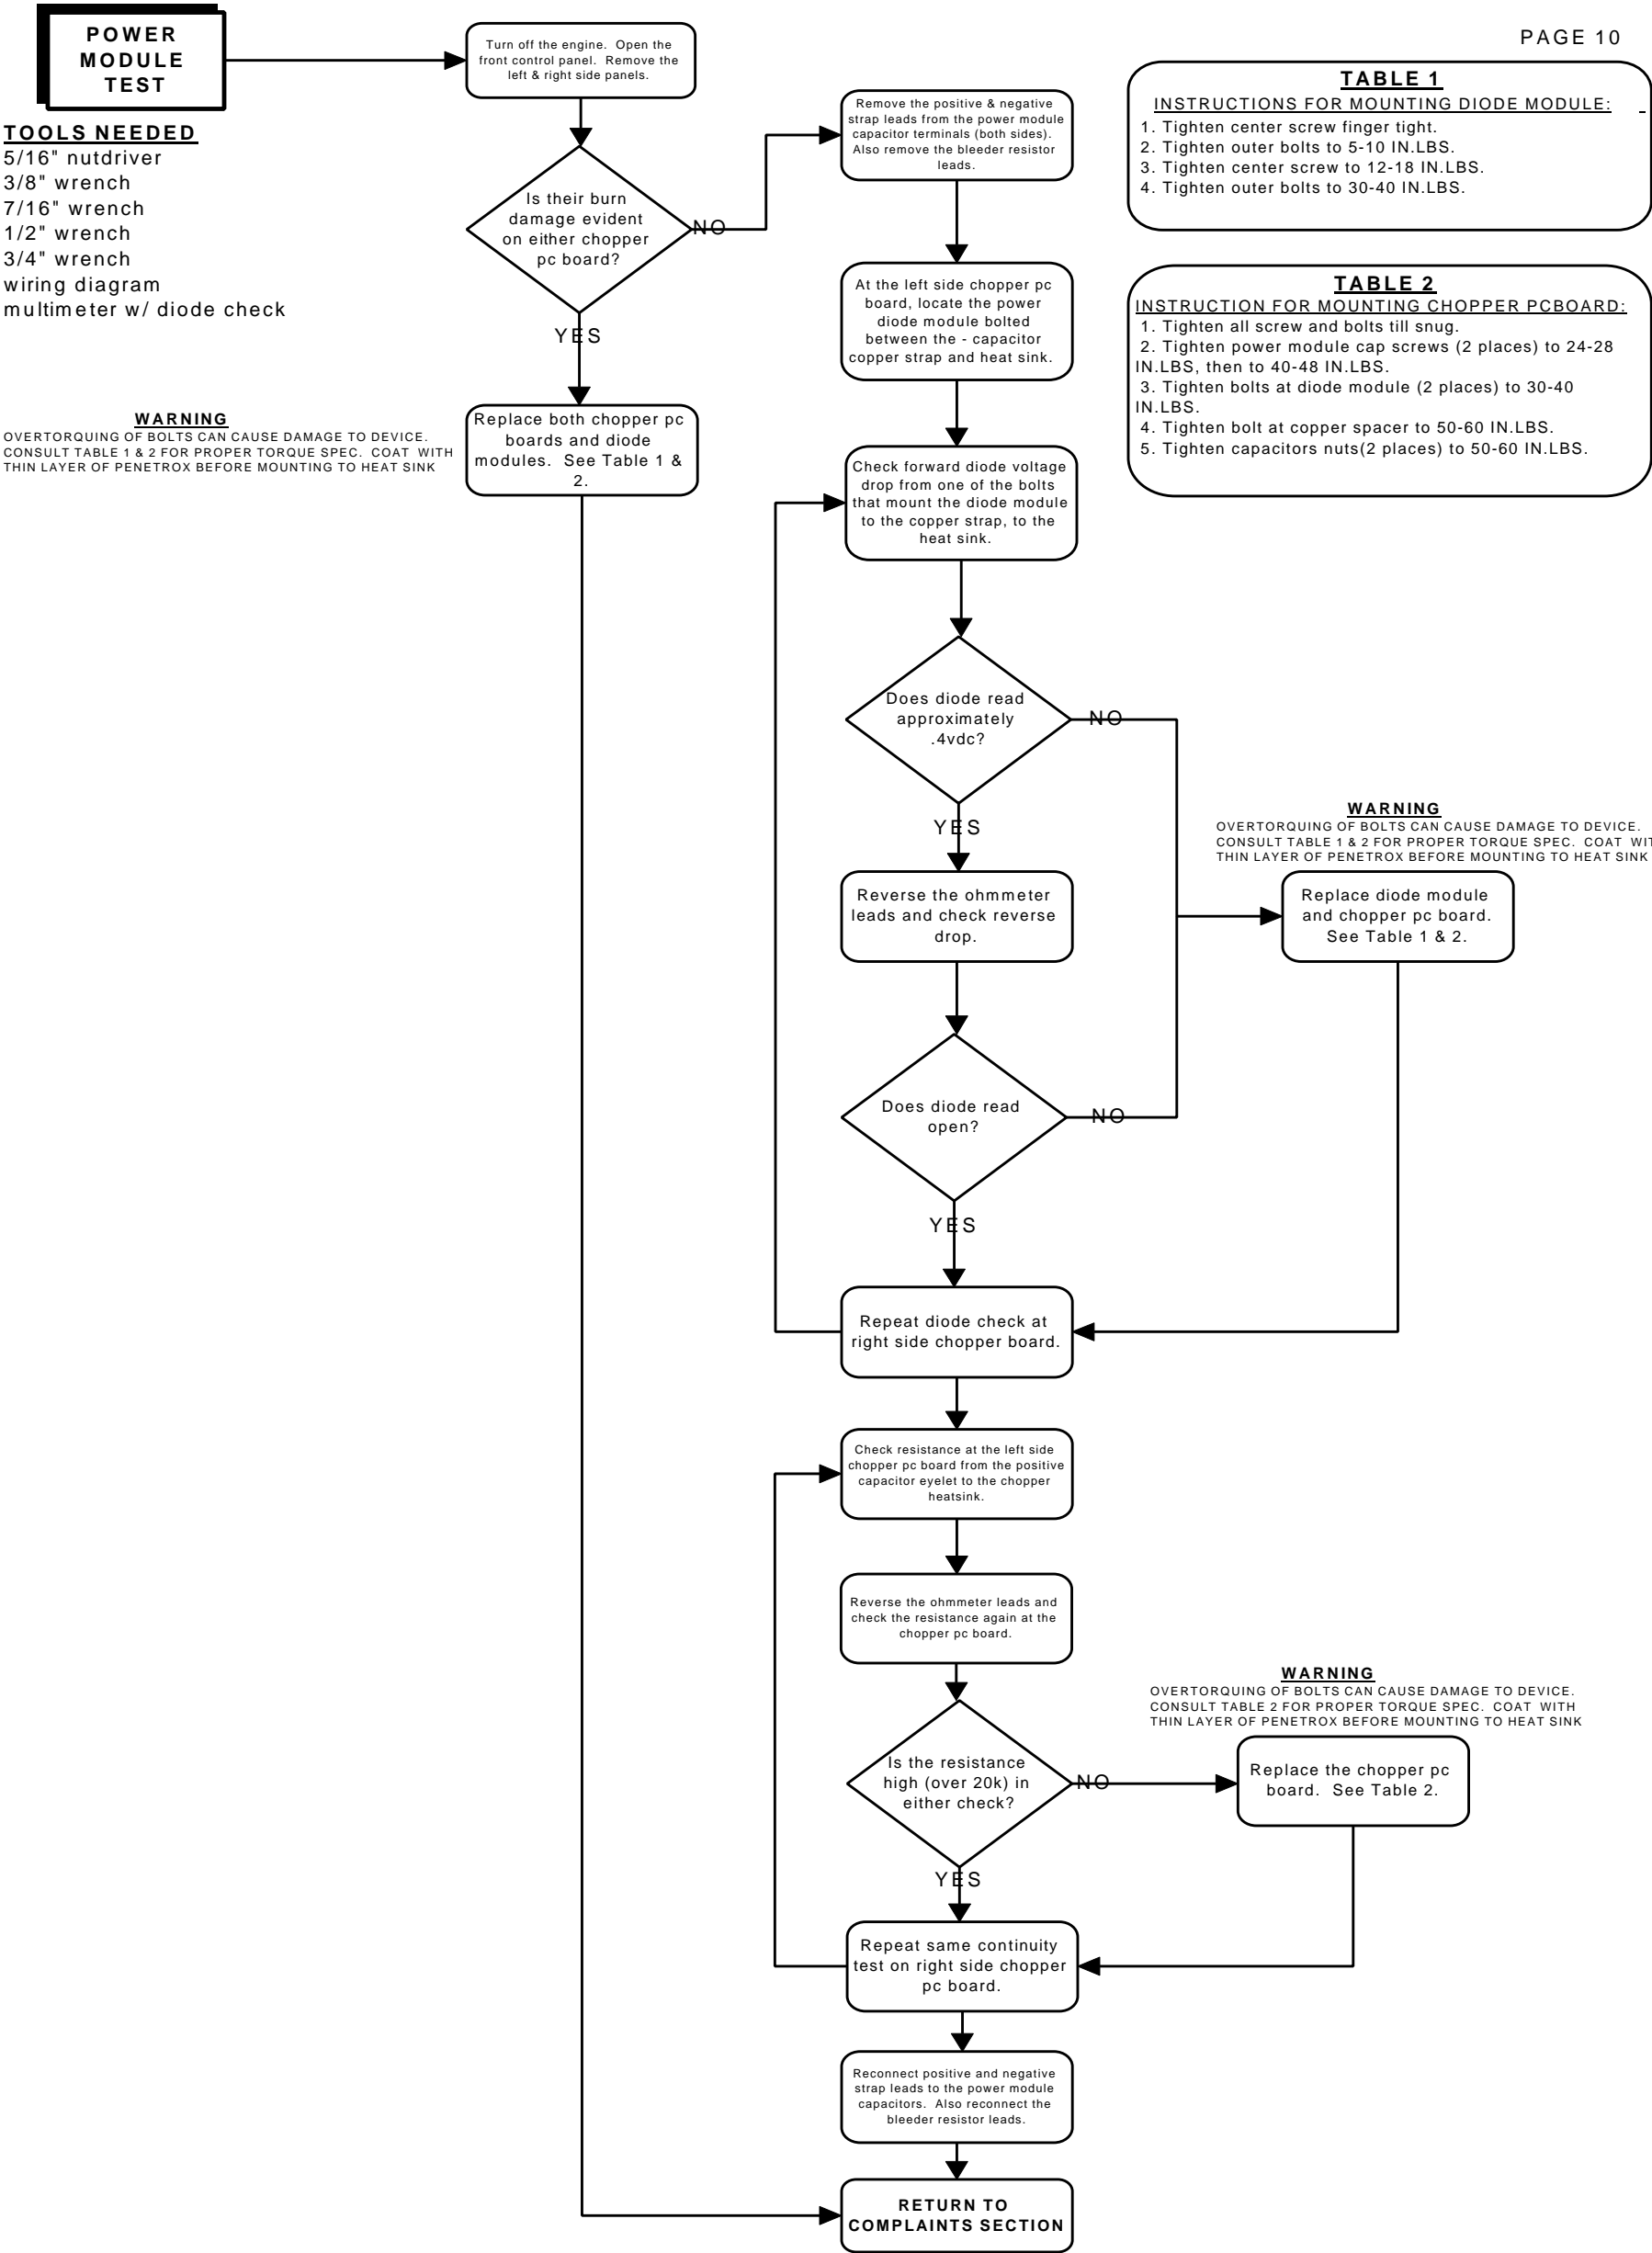 PAGE 10
POWER
MODULE
TEST
TOOLS NEEDED
5/16" nutdriver
3/8" wrench
7/16" wrench
1/2" wrench
3/4" wrench
wiring diagram
multimeter w/ diode check
Turn off the engine. Open the
front control panel. Remove the
left & right side panels.
Is their burn
damage evident
on either chopper
pc board?
NO
YES
WARNING
OVERTORQUING OF BOLTS CAN CAUSE DAMAGE TO DEVICE.
CONSULT TABLE 1 & 2 FOR PROPER TORQUE SPEC. COAT WITH
THIN LAYER OF PENETROX BEFORE MOUNTING TO HEAT SINK
Replace both chopper pc
boards and diode
modules. See Table 1 &
2.
Remove the positive & negative
strap leads from the power module
capacitor terminals (both sides).
Also remove the bleeder resistor
leads.
At the left side chopper pc
board, locate the power
diode module bolted
between the - capacitor
copper strap and heat sink.
Check forward diode voltage
drop from one of the bolts
that mount the diode module
to the copper strap, to the
heat sink.
Does diode read
approximately
.4vdc?
NO
YES
Reverse the ohmmeter
leads and check reverse
drop.
Does diode read
open?
NO
YES
WARNING
OVERTORQUING OF BOLTS CAN CAUSE DAMAGE TO DEVICE.
CONSULT TABLE 1 & 2 FOR PROPER TORQUE SPEC. COAT WIT
THIN LAYER OF PENETROX BEFORE MOUNTING TO HEAT SINK
Replace diode module
and chopper pc board.
See Table 1 & 2.
Repeat diode check at
right side chopper board.
Check resistance at the left side
chopper pc board from the positive
capacitor eyelet to the chopper
heatsink.
Reverse the ohmmeter leads and
check the resistance again at the
chopper pc board.
Is the resistance
high (over 20k) in
either check?
NO
YES
WARNING
OVERTORQUING OF BOLTS CAN CAUSE DAMAGE TO DEVICE.
CONSULT TABLE 2 FOR PROPER TORQUE SPEC. COAT WITH
THIN LAYER OF PENETROX BEFORE MOUNTING TO HEAT SINK
Replace the chopper pc
board. See Table 2.
Repeat same continuity
test on right side chopper
pc board.
Reconnect positive and negative
strap leads to the power module
capacitors. Also reconnect the
bleeder resistor leads.
RETURN TO
COMPLAINTS SECTION
TABLE 1
INSTRUCTIONS FOR MOUNTING DIODE MODULE:
1. Tighten center screw finger tight.
2. Tighten outer bolts to 5-10 IN.LBS.
3. Tighten center screw to 12-18 IN.LBS.
4. Tighten outer bolts to 30-40 IN.LBS.
TABLE 2
INSTRUCTION FOR MOUNTING CHOPPER PCBOARD:
1. Tighten all screw and bolts till snug.
2. Tighten power module cap screws (2 places) to 24-28
IN.LBS, then to 40-48 IN.LBS.
3. Tighten bolts at diode module (2 places) to 30-40
IN.LBS.
4. Tighten bolt at copper spacer to 50-60 IN.LBS.
5. Tighten capacitors nuts(2 places) to 50-60 IN.LBS.